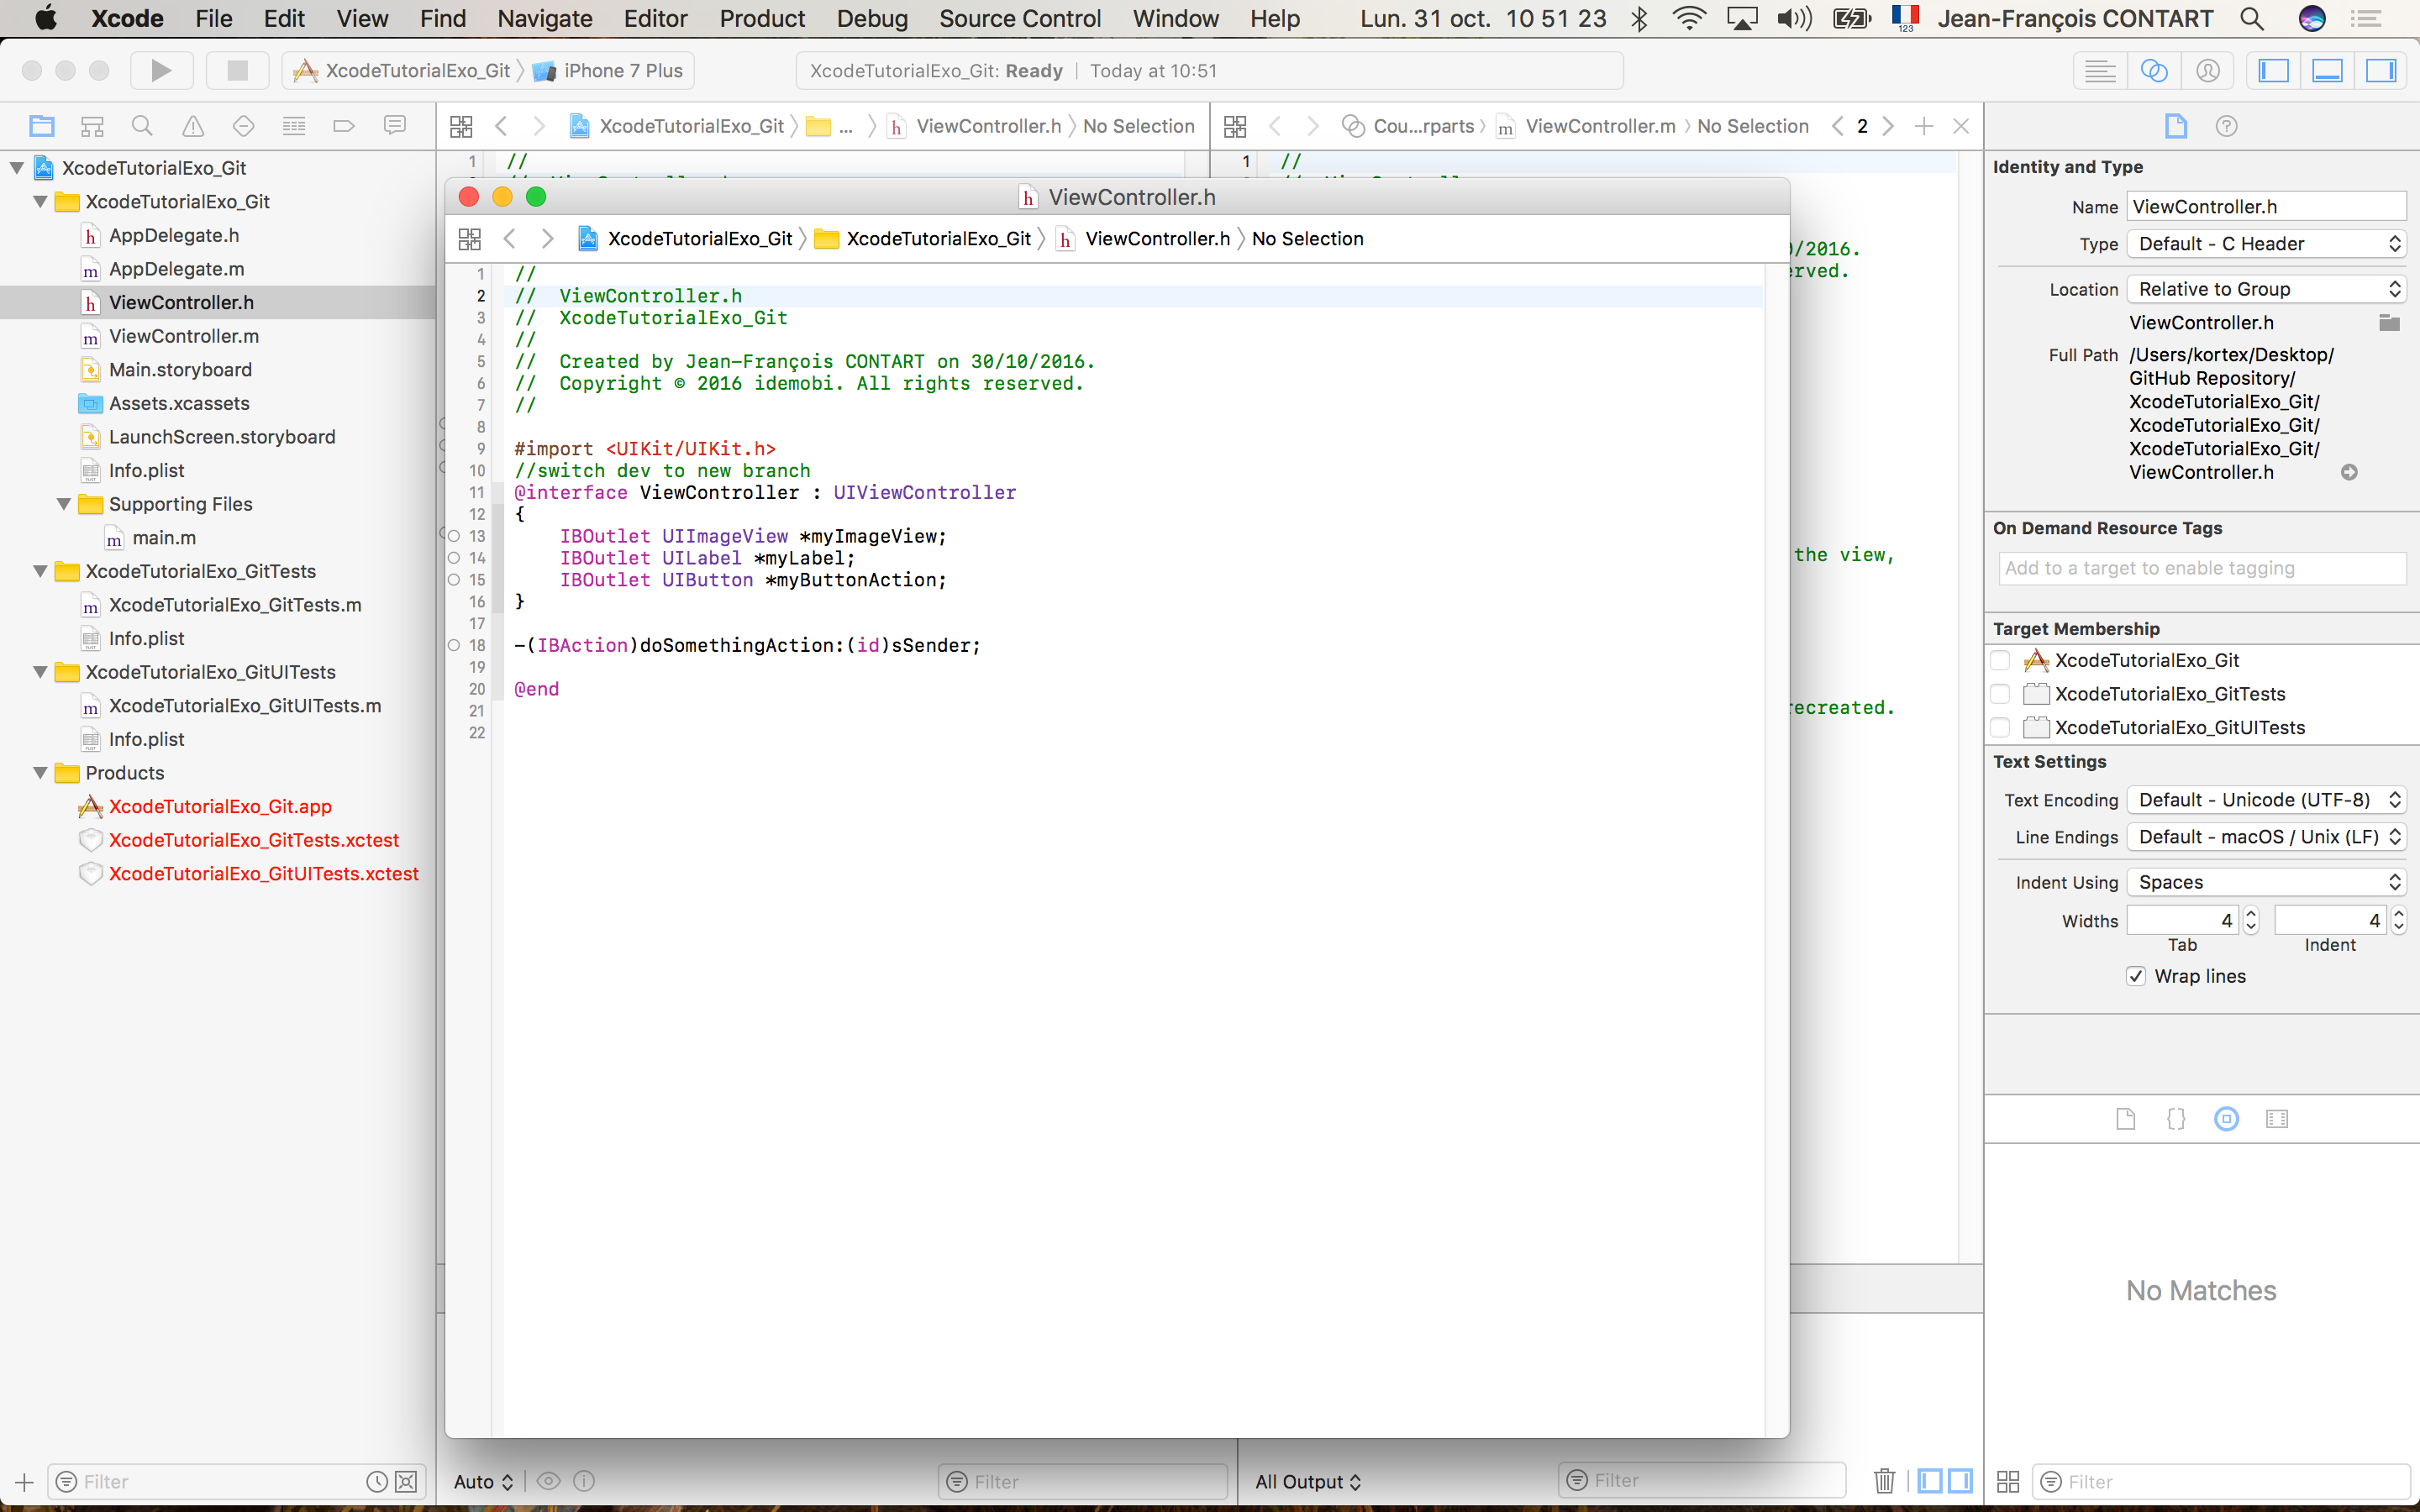 Xcode File Edit View Find Navigate Editor Product Debug Source Control Window Help Lun. 31 oct. 10 51 23 123 Jean-François CONTART
XcodeTutorialExo_Git iPhone 7 Plus XcodeTutorialExo_Git: Ready | Today at 10:51
XcodeTutorialExo_Git ... h ViewController.h No Selection Cou...rparts m ViewController.m No Selection 2
XcodeTutorialExo_Git
XcodeTutorialExo_Git
h AppDelegate.h
m AppDelegate.m
h ViewController.h
m ViewController.m
Main.storyboard
Assets.xcassets
LaunchScreen.storyboard
Info.plist
Supporting Files
m main.m
XcodeTutorialExo_GitTests
m XcodeTutorialExo_GitTests.m
Info.plist
XcodeTutorialExo_GitUITests
m XcodeTutorialExo_GitUITests.m
Info.plist
Products
XcodeTutorialExo_Git.app
XcodeTutorialExo_GitTests.xctest
XcodeTutorialExo_GitUITests.xctest
Filter
1 //
1 //
h ViewController.h
XcodeTutorialExo_Git XcodeTutorialExo_Git h ViewController.h No Selection
1 //
2 // ViewController.h
3 // XcodeTutorialExo_Git
4 //
5 // Created by Jean-François CONTART on 30/10/2016.
6 // Copyright © 2016 idemobi. All rights reserved.
7 //
8
9 #import <UIKit/UIKit.h>
10 //switch dev to new branch
11 @interface ViewController : UIViewController
12 {
13 IBOutlet UIImageView *myImageView;
14 IBOutlet UILabel *myLabel;
15 IBOutlet UIButton *myButtonAction;
16 }
17
18 -(IBAction)doSomethingAction:(id)sSender;
19
20 @end
21
22
/2016.
rved.
the view,
ecreated.
Auto Filter
All Output Filter
Identity and Type
Name ViewController.h
Type Default - C Header
Location Relative to Group
ViewController.h
Full Path /Users/kortex/Desktop/
GitHub Repository/
XcodeTutorialExo_Git/
XcodeTutorialExo_Git/
XcodeTutorialExo_Git/
ViewController.h
On Demand Resource Tags
Add to a target to enable tagging
Target Membership
XcodeTutorialExo_Git
XcodeTutorialExo_GitTests
XcodeTutorialExo_GitUITests
Text Settings
Text Encoding Default - Unicode (UTF-8)
Line Endings Default - macOS / Unix (LF)
Indent Using Spaces
Widths 4 4
Tab Indent
Wrap lines
{}
No Matches
Filter